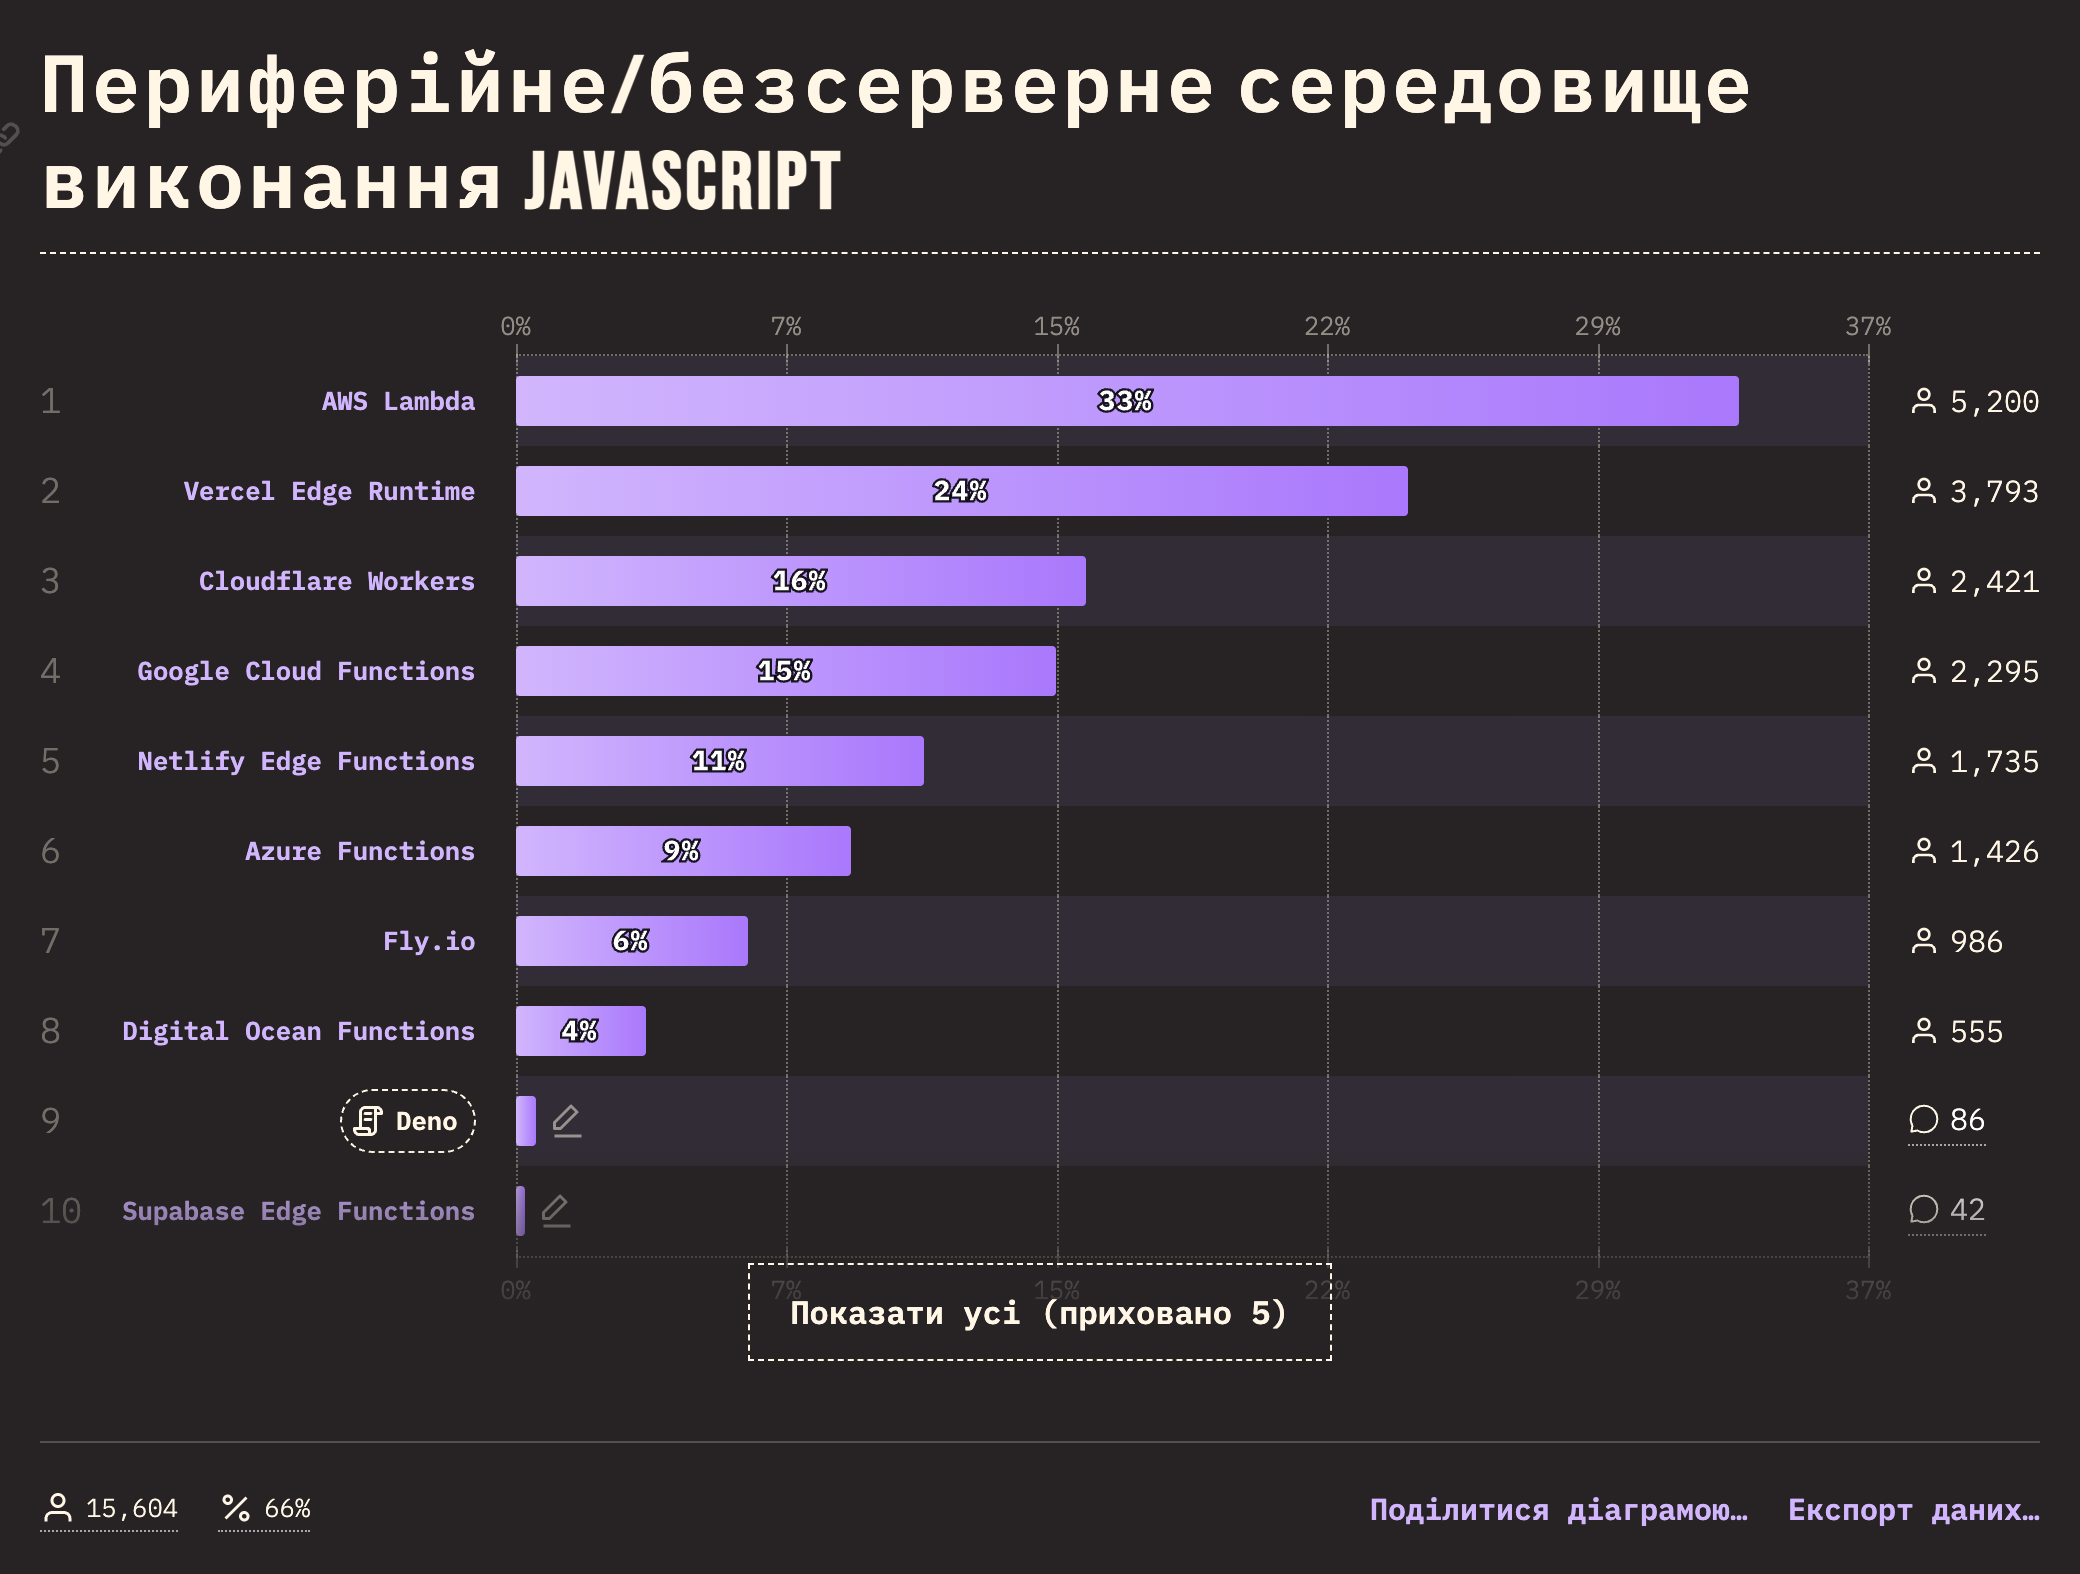 Периферійне/безсерверне середовище
виконання JAVASCRIPT
0% 7% 15% 22% 29% 37%
1 AWS Lambda 33% 5,200
2 Vercel Edge Runtime 24% 3,793
3 Cloudflare Workers 16% 2,421
4 Google Cloud Functions 15% 2,295
5 Netlify Edge Functions 11% 1,735
6 Azure Functions 9% 1,426
7 Fly.io 6% 986
8 Digital Ocean Functions 4% 555
9 Deno 86
10 Supabase Edge Functions 42
0% 7% 15% 22% 29% 37%
Показати усі (приховано 5)
15,604 % 66% Поділитися діаграмою… Експорт даних…